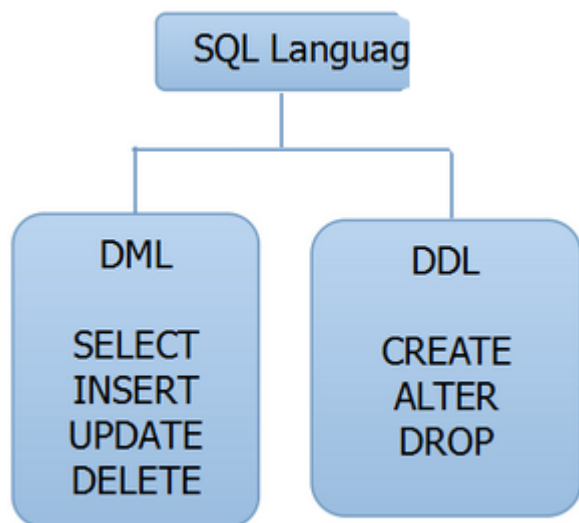 SQL Languag
DML
SELECT
INSERT
UPDATE
DELETE
DDL
CREATE
ALTER
DROP